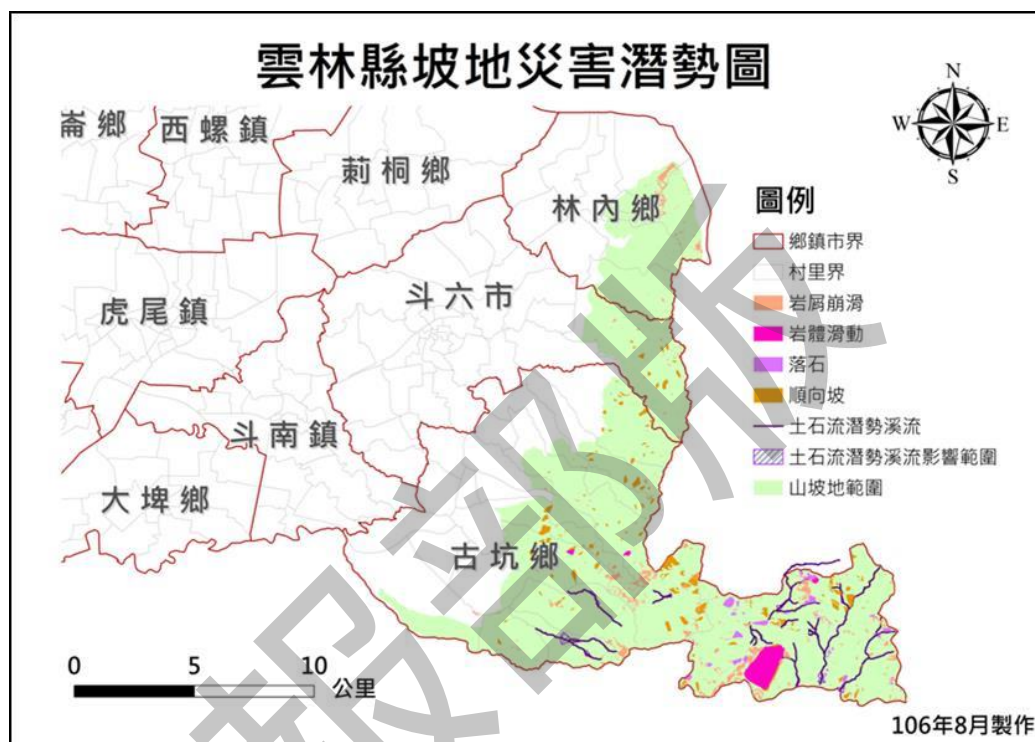 雲林縣坡地災害潛勢圖
N
W E
S
崙鄉
西螺鎮
莿桐鄉
林內鄉
斗六市
虎尾鎮
斗南鎮
大埤鄉
古坑鄉
圖例
鄉鎮市界
村里界
岩屑崩滑
岩體滑動
落石
順向坡
土石流潛勢溪流
土石流潛勢溪流影響範圍
山坡地範圍
0 5 10
公里
106年8月製作
報部版